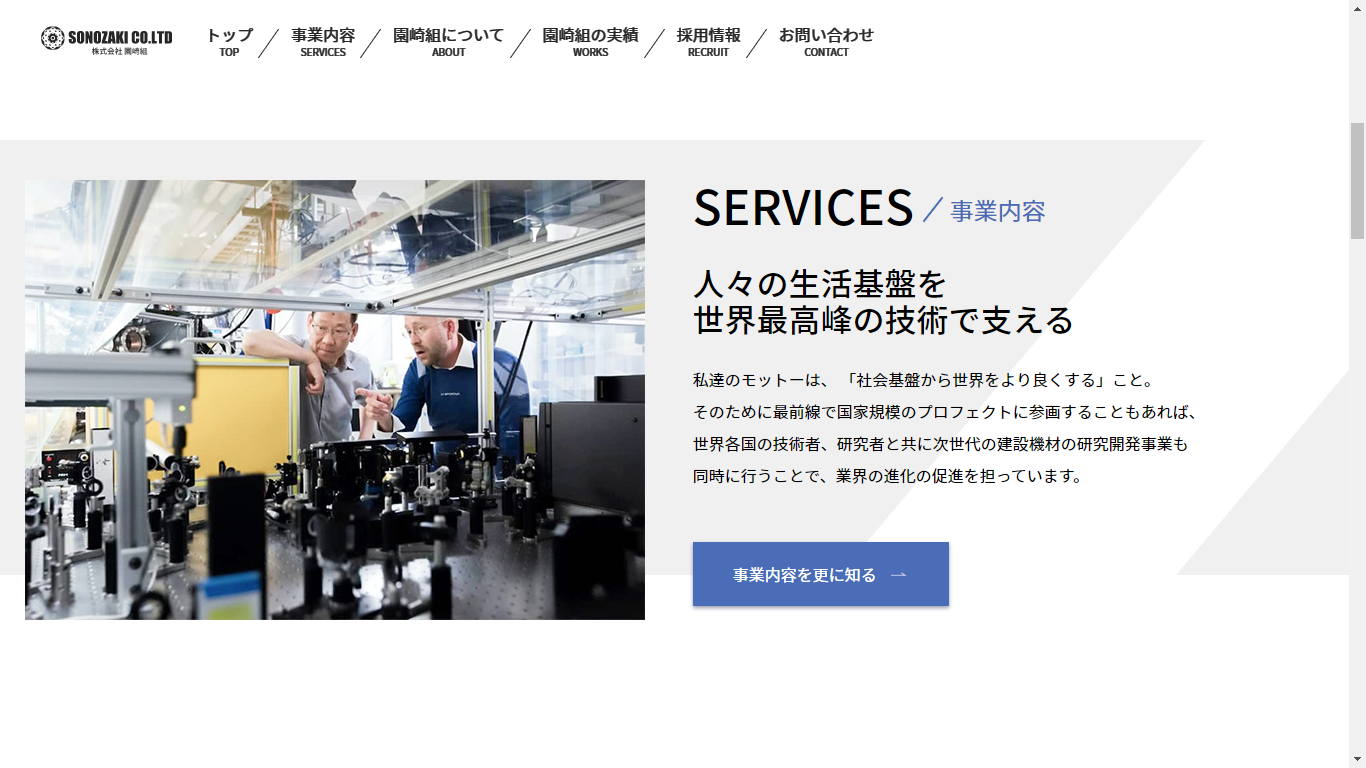 SONOZAKI CO.LTD
株式会社 園崎組
トップ
TOP
事業内容
SERVICES
園崎組について
ABOUT
園崎組の実績
WORKS
採用情報
RECRUIT
お問い合わせ
CONTACT
SERVICES / 事業内容
人々の生活基盤を
世界最高峰の技術で支える
私達のモットーは、 「社会基盤から世界をより良くする」こと。
そのために最前線で国家規模のプロフェクトに参画することもあれば、
世界各国の技術者、研究者と共に次世代の建設機材の研究開発事業も
同時に行うことで、業界の進化の促進を担っています。
事業内容を更に知る